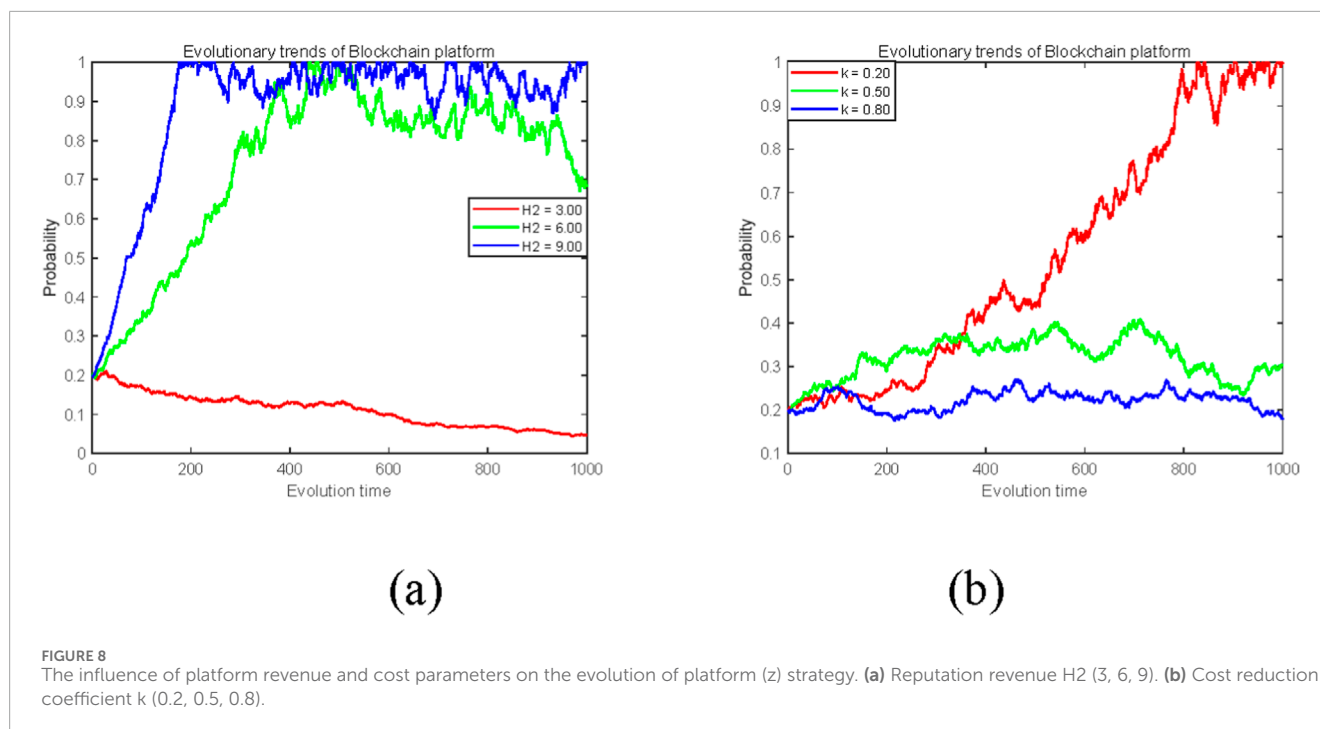 Evolutionary trends of Blockchain platform
1
0.9
0.8
0.7
0.6
0.5
0.4
0.3
0.2
0.1
0
Probability
H2 = 3.00
H2 = 6.00
H2 = 9.00
0 200 400 600 800 1000
Evolution time
(a)
Evolutionary trends of Blockchain platform
1
0.9
0.8
0.7
0.6
0.5
0.4
0.3
0.2
0.1
Probability
k = 0.20
k = 0.50
k = 0.80
0 200 400 600 800 1000
Evolution time
(b)
FIGURE 8
The influence of platform revenue and cost parameters on the evolution of platform (z) strategy. (a) Reputation revenue H2 (3, 6, 9). (b) Cost reduction
coefficient k (0.2, 0.5, 0.8).